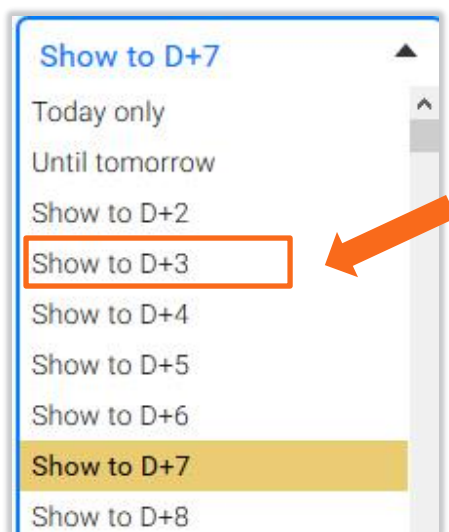 Show to D+7
Today only
Until tomorrow
Show to D+2
Show to D+3
Show to D+4
Show to D+5
Show to D+6
Show to D+7
Show to D+8